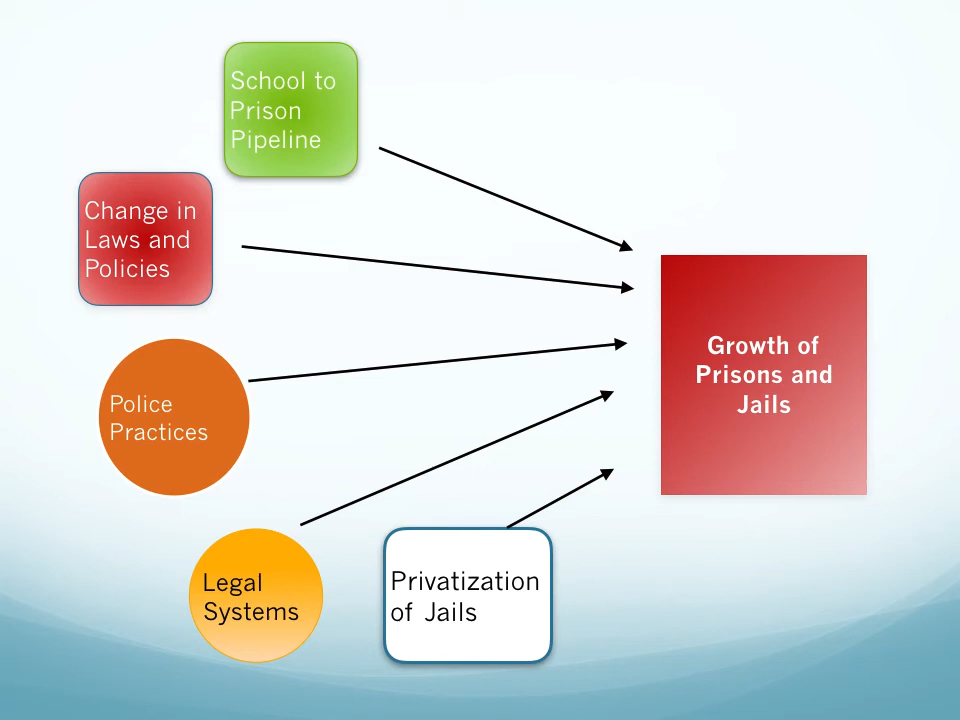 School to
Prison
Pipeline
Change in
Laws and
Policies
Police
Practices
Legal
Systems
Privatization
of Jails
Growth of
Prisons and
Jails